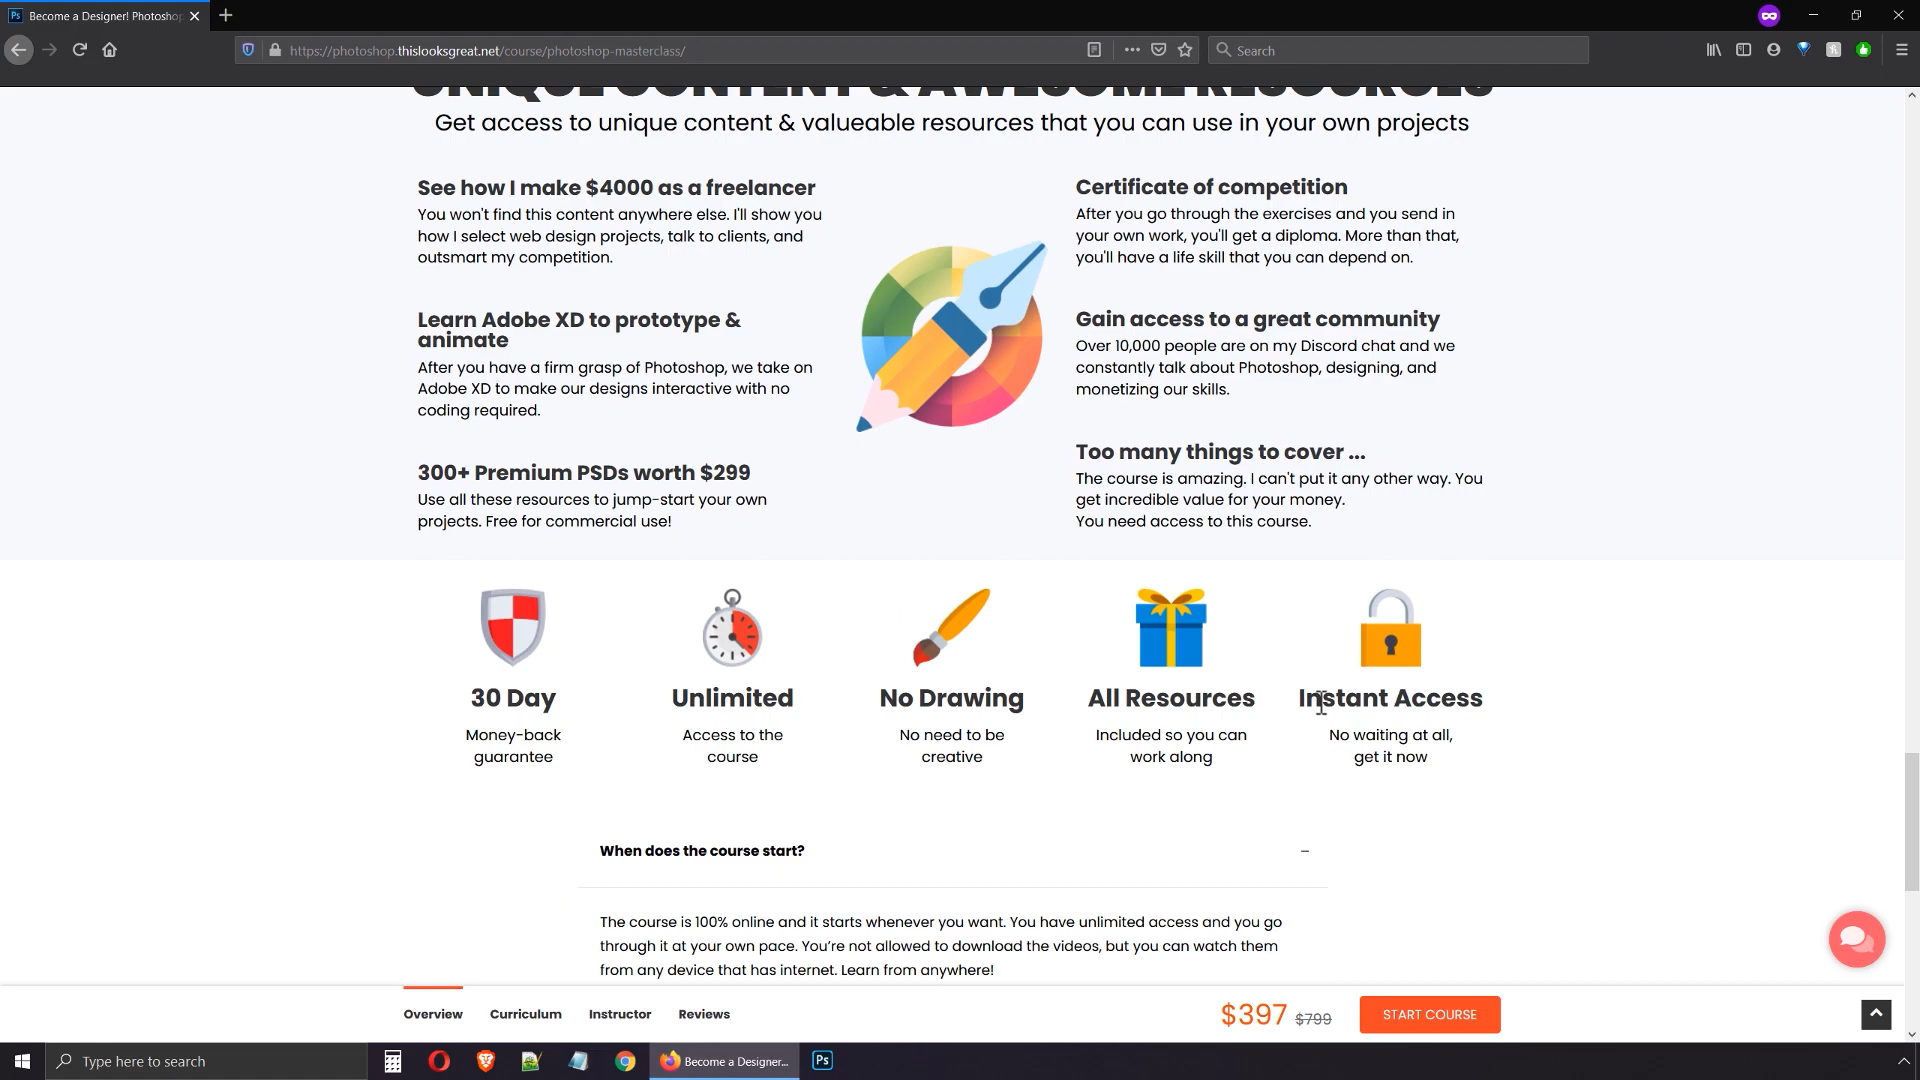 Become a Designer! Photoshop
https://photoshop.thislooksgreat.net/course/photoshop-masterclass/
Search
UNIQUE CONTENT & AWESOME RESOURCES
Get access to unique content & valueable resources that you can use in your own projects
See how I make $4000 as a freelancer
You won't find this content anywhere else. I'll show you
how I select web design projects, talk to clients, and
outsmart my competition.
Learn Adobe XD to prototype &
animate
After you have a firm grasp of Photoshop, we take on
Adobe XD to make our designs interactive with no
coding required.
300+ Premium PSDs worth $299
Use all these resources to jump-start your own
projects. Free for commercial use!
Certificate of competition
After you go through the exercises and you send in
your own work, you'll get a diploma. More than that,
you'll have a life skill that you can depend on.
Gain access to a great community
Over 10,000 people are on my Discord chat and we
constantly talk about Photoshop, designing, and
monetizing our skills.
Too many things to cover ...
The course is amazing. I can't put it any other way. You
get incredible value for your money.
You need access to this course.
30 Day
Money-back
guarantee
Unlimited
Access to the
course
No Drawing
No need to be
creative
All Resources
Included so you can
work along
Instant Access
No waiting at all,
get it now
When does the course start?
The course is 100% online and it starts whenever you want. You have unlimited access and you go
through it at your own pace. You’re not allowed to download the videos, but you can watch them
from any device that has internet. Learn from anywhere!
Overview Curriculum Instructor Reviews
$397 $799 START COURSE
Type here to search
Become a Designer...
Ps